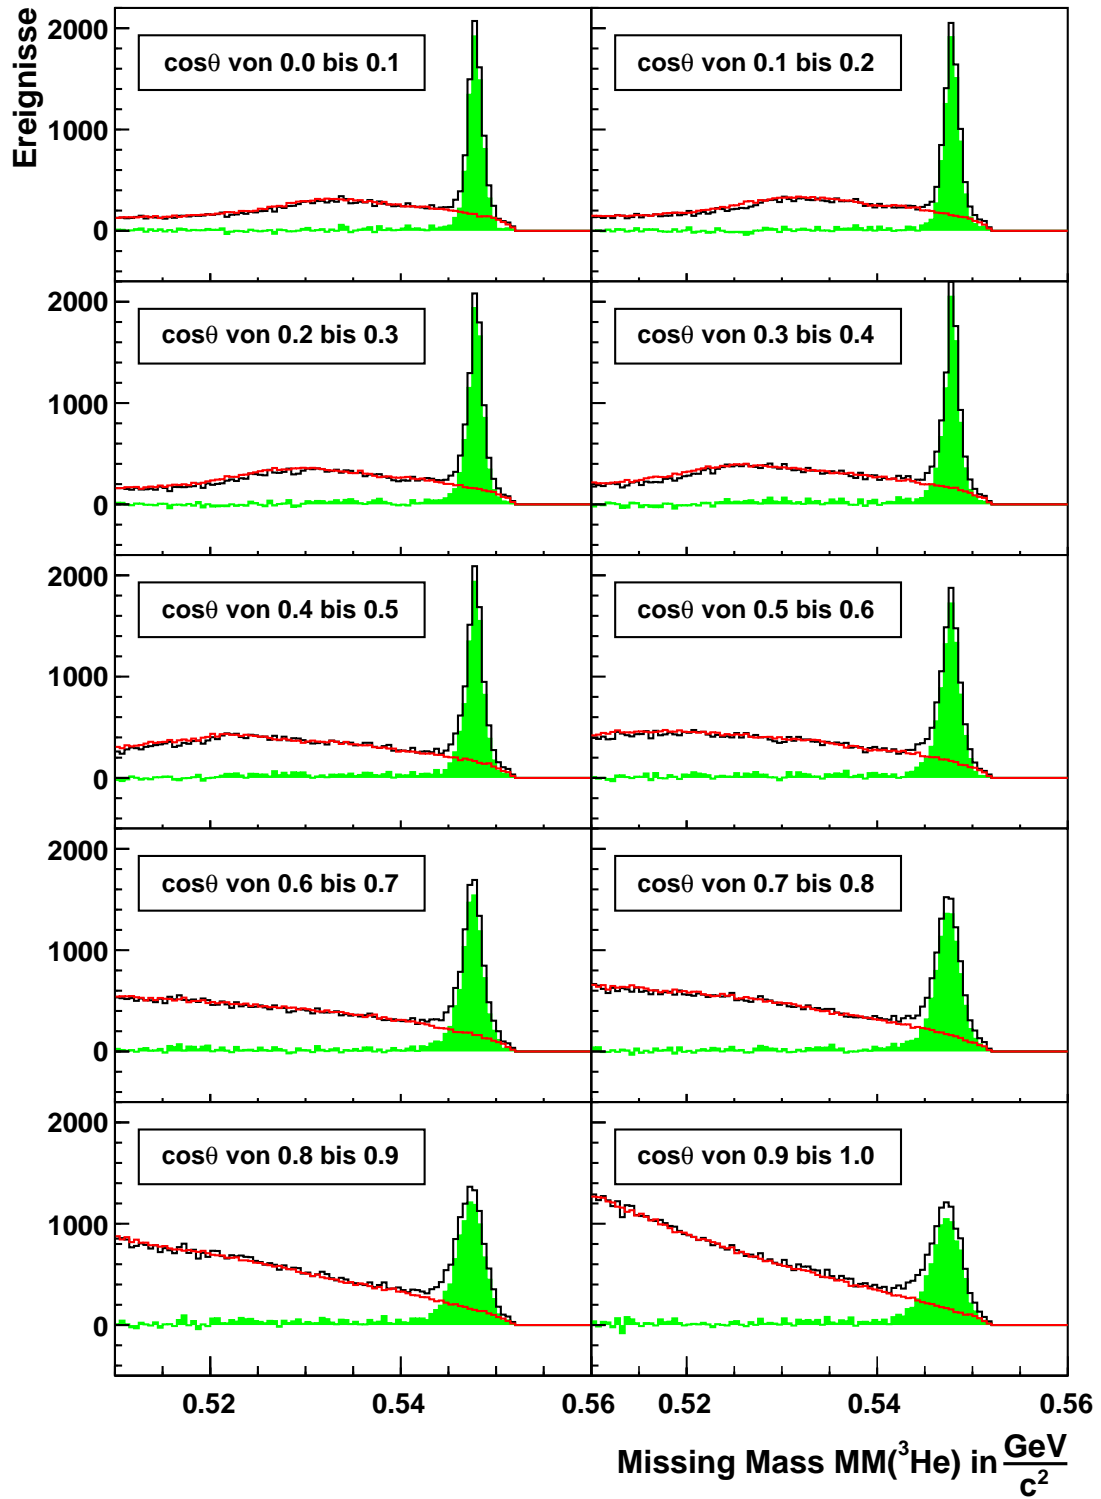 Ereignisse
2000
1000
0
cosθ von 0.0 bis 0.1
cosθ von 0.1 bis 0.2
2000
1000
0
cosθ von 0.2 bis 0.3
cosθ von 0.3 bis 0.4
2000
1000
0
cosθ von 0.4 bis 0.5
cosθ von 0.5 bis 0.6
2000
1000
0
cosθ von 0.6 bis 0.7
cosθ von 0.7 bis 0.8
2000
1000
0
cosθ von 0.8 bis 0.9
cosθ von 0.9 bis 1.0
0.52 0.54 0.56 0.52 0.54 0.56
Missing Mass MM(³He) in GeV/c²